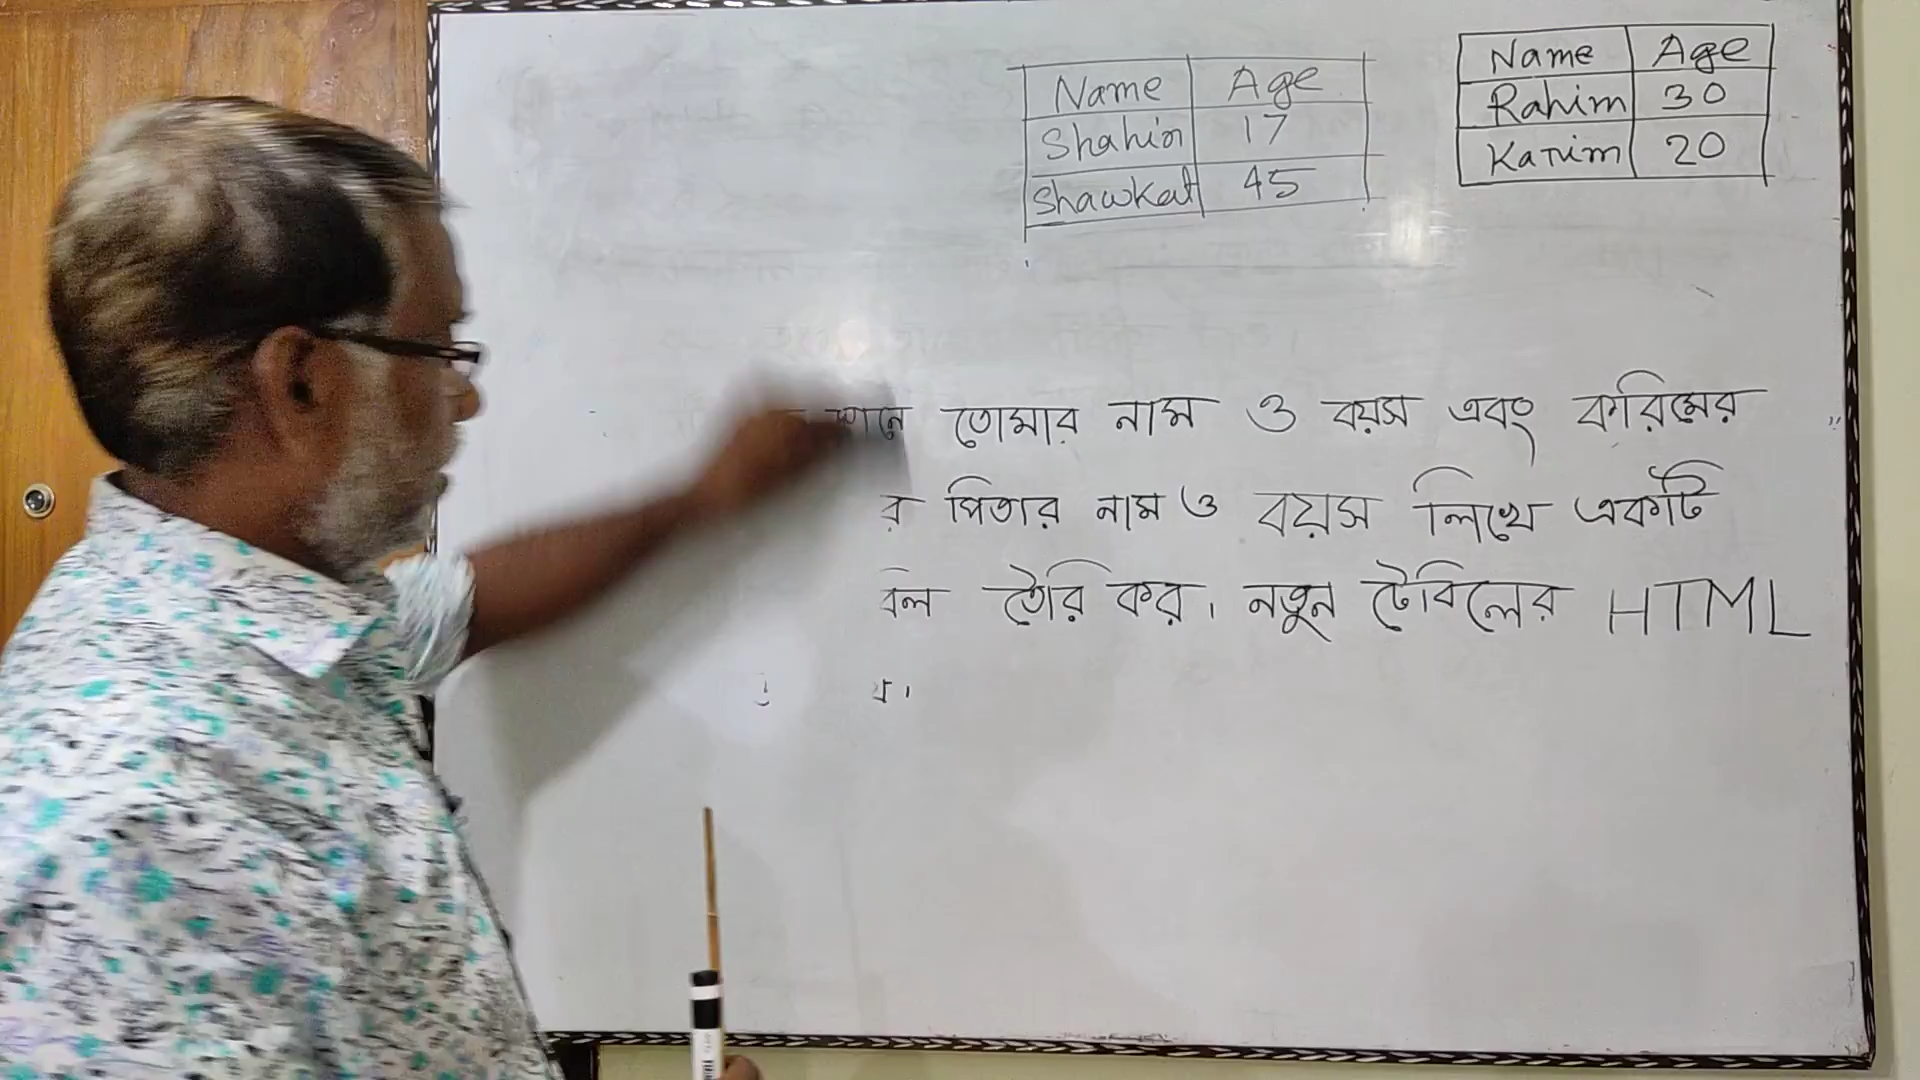 Name Age
Shahin 17
Shawkat 45
Name Age
Rahim 30
Karim 20
তোমার নাম ও বয়স এবং করিমের
র পিতার নাম ও বয়স লিখে একটি
তৈরি কর। নতুন টেবিলের HTML